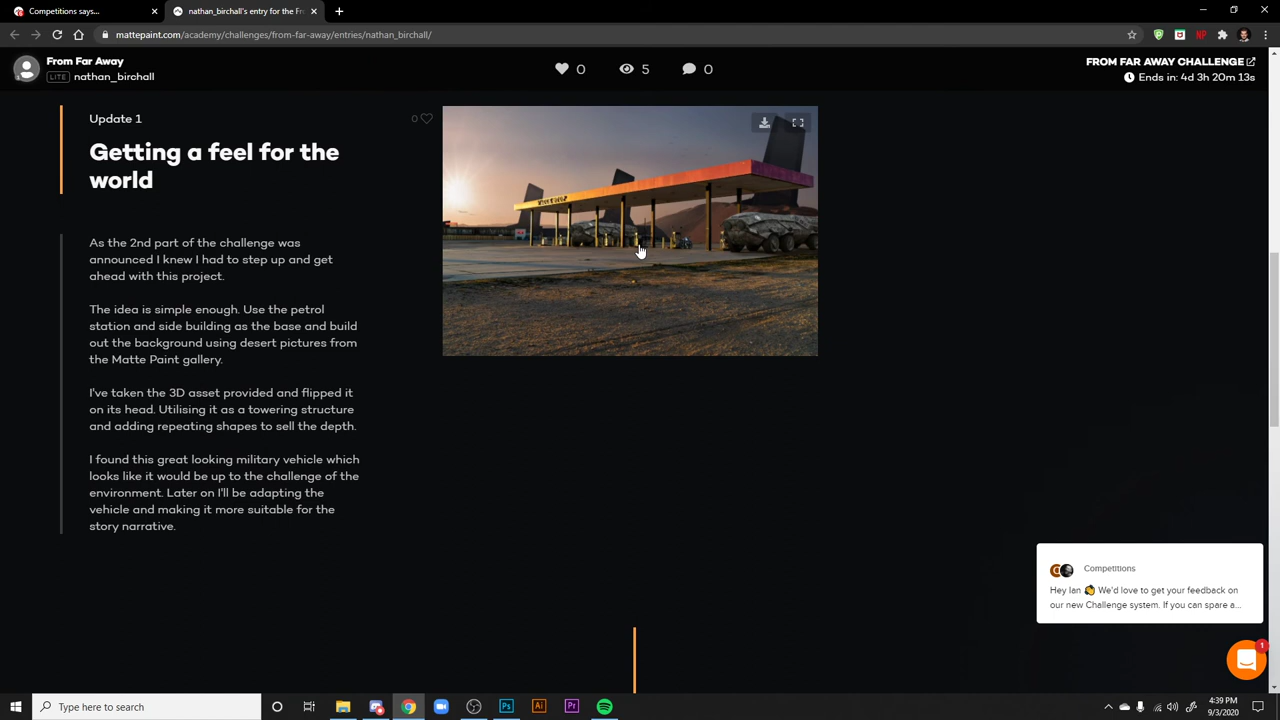 Competitions says...
nathan_birchall's entry for the Fr
mattepaint.com/academy/challenges/from-far-away/entries/nathan_birchall/
From Far Away
LITE nathan_birchall
0 5 0
FROM FAR AWAY CHALLENGE
Ends in: 4d 3h 20m 13s
Update 1
0
Getting a feel for the
world
As the 2nd part of the challenge was
announced I knew I had to step up and get
ahead with this project.
The idea is simple enough. Use the petrol
station and side building as the base and build
out the background using desert pictures from
the Matte Paint gallery.
I've taken the 3D asset provided and flipped it
on its head. Utilising it as a towering structure
and adding repeating shapes to sell the depth.
I found this great looking military vehicle which
looks like it would be up to the challenge of the
environment. Later on I'll be adapting the
vehicle and making it more suitable for the
story narrative.
Competitions
Hey Ian 👋 We'd love to get your feedback on
our new Challenge system. If you can spare a...
1
Type here to search
Ps
Ai
Pr
4:39 PM
9/3/2020